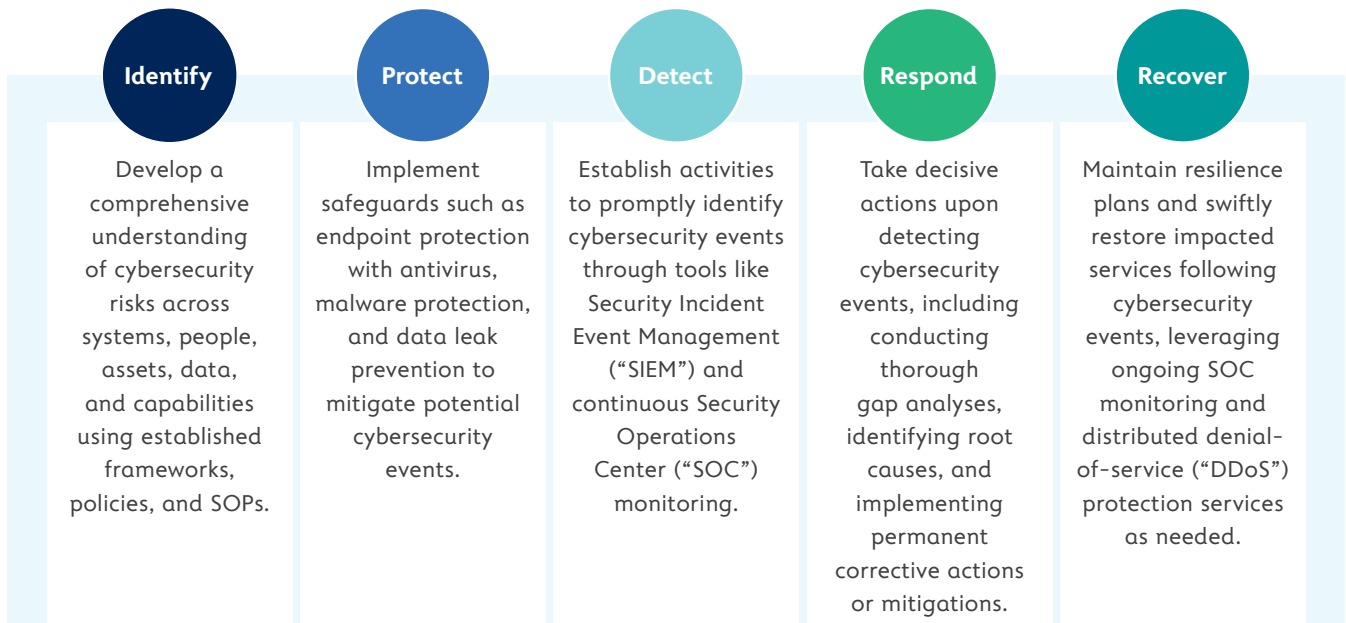 Identify
Develop a
comprehensive
understanding
of cybersecurity
risks across
systems, people,
assets, data,
and capabilities
using established
frameworks,
policies, and SOPs.
Protect
Implement
safeguards such as
endpoint protection
with antivirus,
malware protection,
and data leak
prevention to
mitigate potential
cybersecurity
events.
Detect
Establish activities
to promptly identify
cybersecurity events
through tools like
Security Incident
Event Management
(“SIEM”) and
continuous Security
Operations
Center (“SOC”)
monitoring.
Respond
Take decisive
actions upon
detecting
cybersecurity
events, including
conducting
thorough
gap analyses,
identifying root
causes, and
implementing
permanent
corrective actions
or mitigations.
Recover
Maintain resilience
plans and swiftly
restore impacted
services following
cybersecurity
events, leveraging
ongoing SOC
monitoring and
distributed denial-
of-service (“DDoS”)
protection services
as needed.